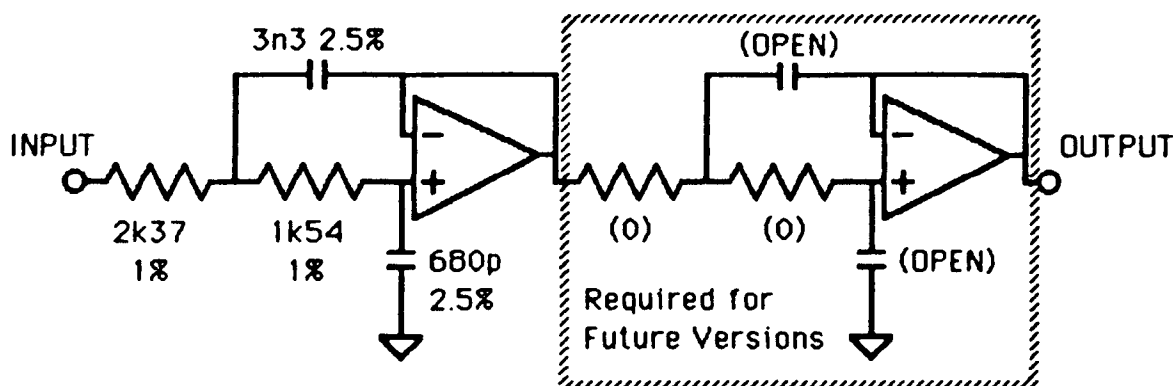 3n3 2.5%
(OPEN)
INPUT
-
+
-
+
OUTPUT
2k37
1%
1k54
1%
680p
2.5%
(0)
(0)
(OPEN)
Required for
Future Versions